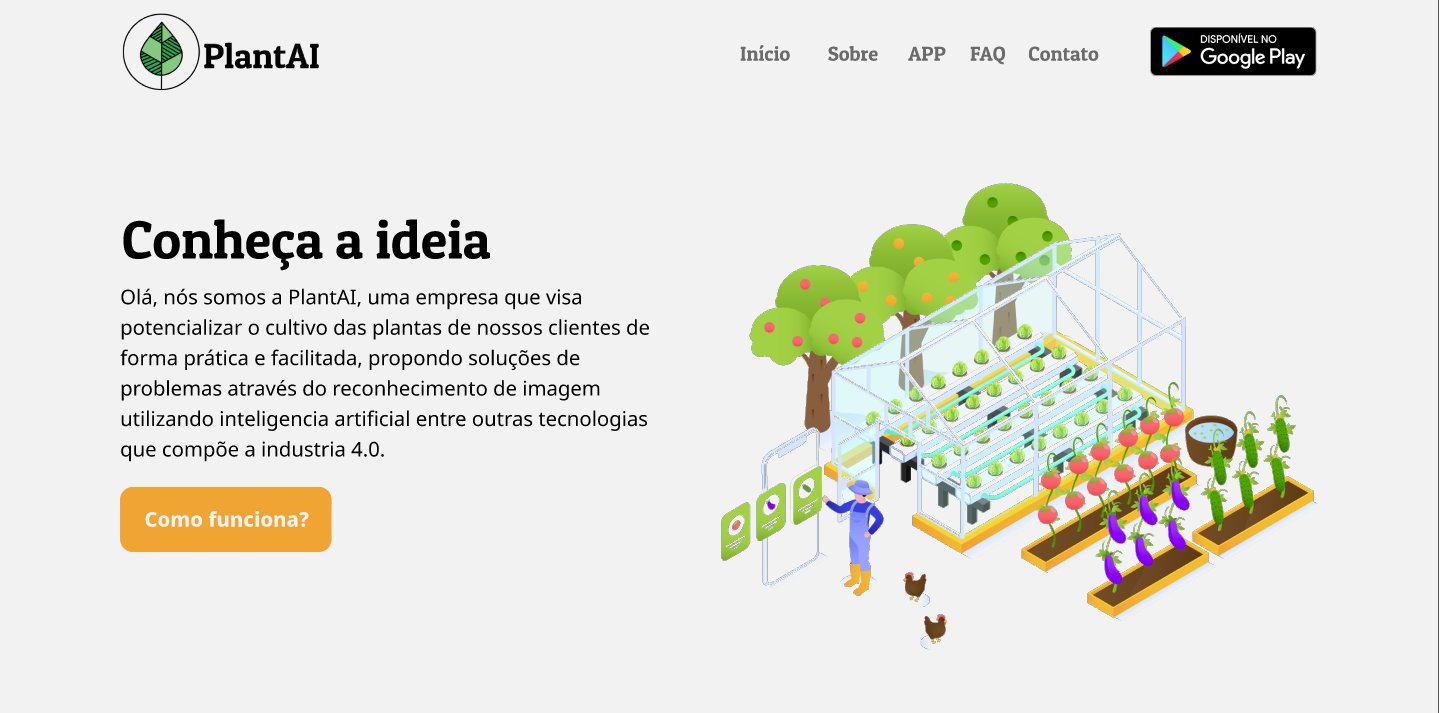 PlantAI
Início Sobre APP FAQ Contato
DISPONÍVEL NO
Google Play
Conheça a ideia
Olá, nós somos a PlantAI, uma empresa que visa
potencializar o cultivo das plantas de nossos clientes de
forma prática e facilitada, propondo soluções de
problemas através do reconhecimento de imagem
utilizando inteligencia artificial entre outras tecnologias
que compõe a industria 4.0.
Como funciona?